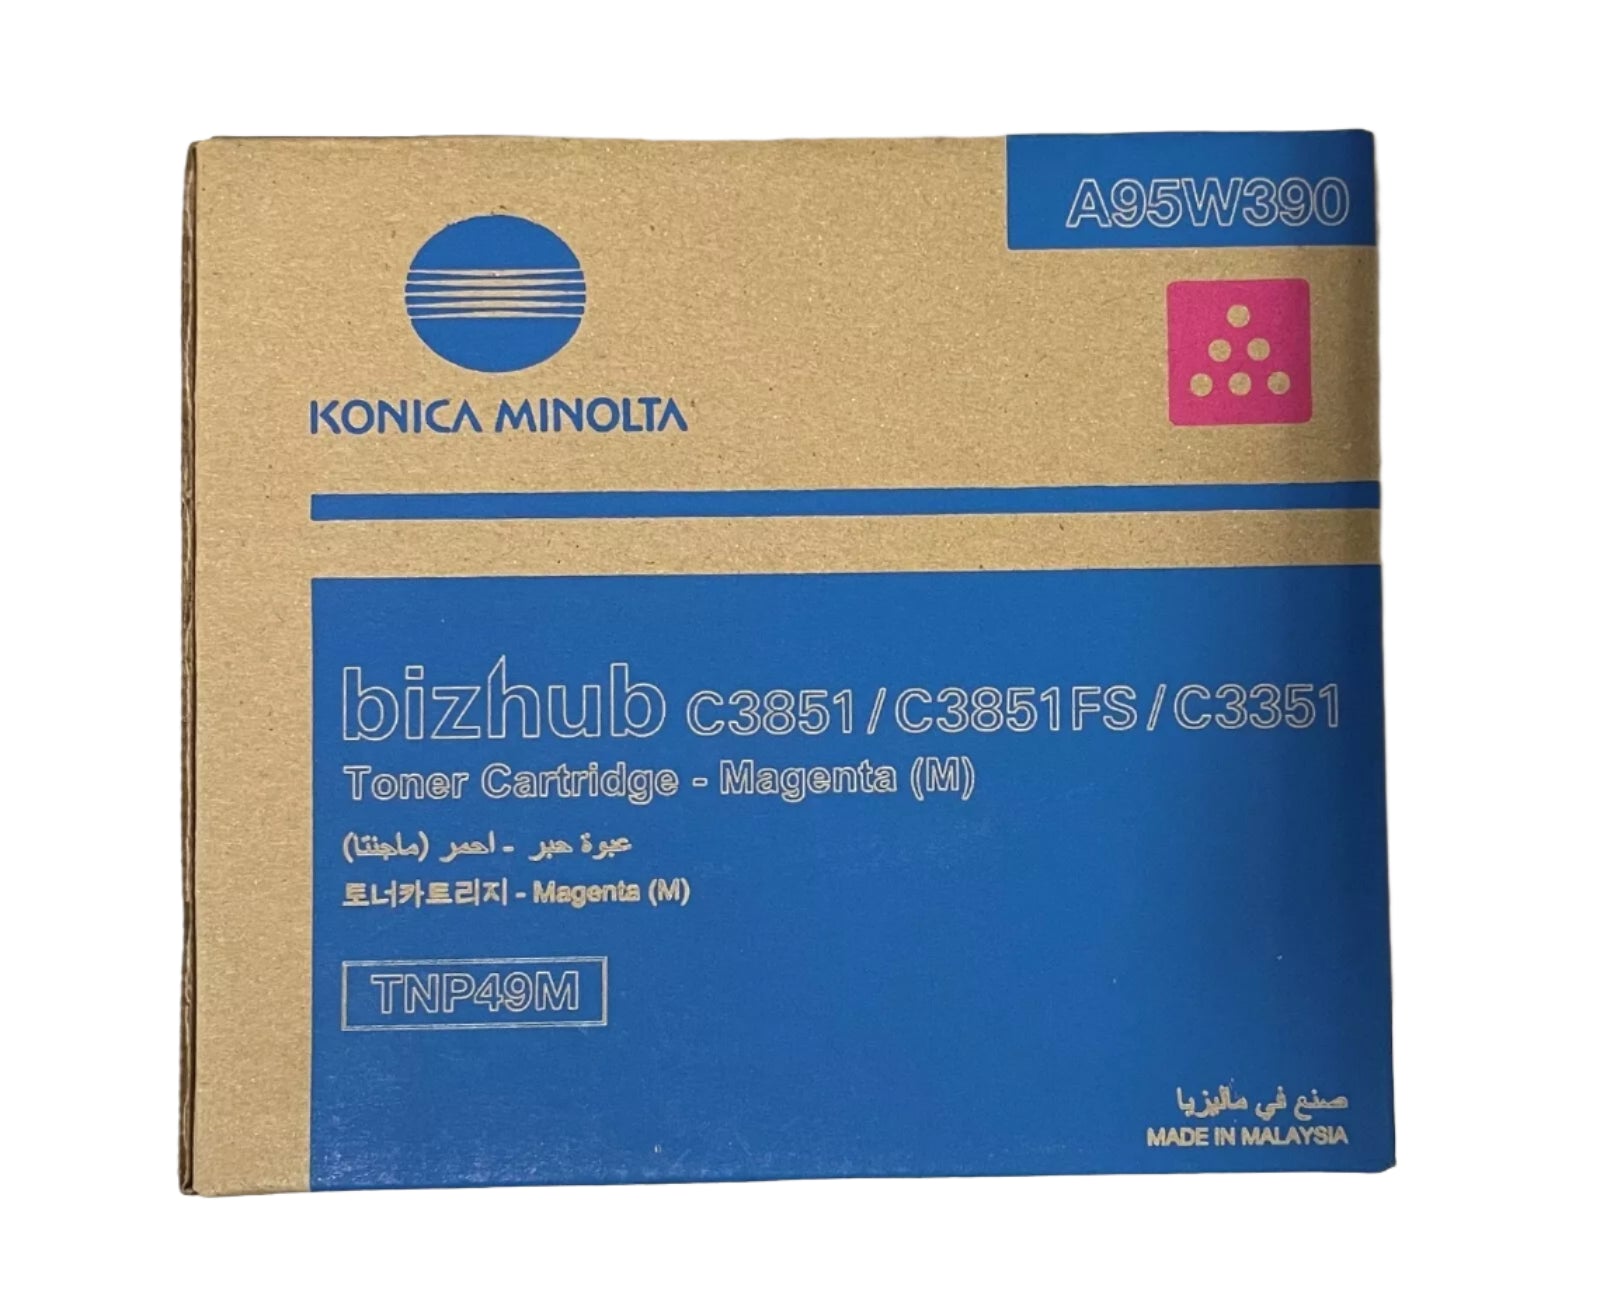 A95W390
KONICA MINOLTA
bizhub C3851/C3851FS/C3351
Toner Cartridge - Magenta (M)
عبوة حبر - احمر (ماجنتا)
토너카트리지 - Magenta (M)
TNP49M
صنع في ماليزيا
MADE IN MALAYSIA